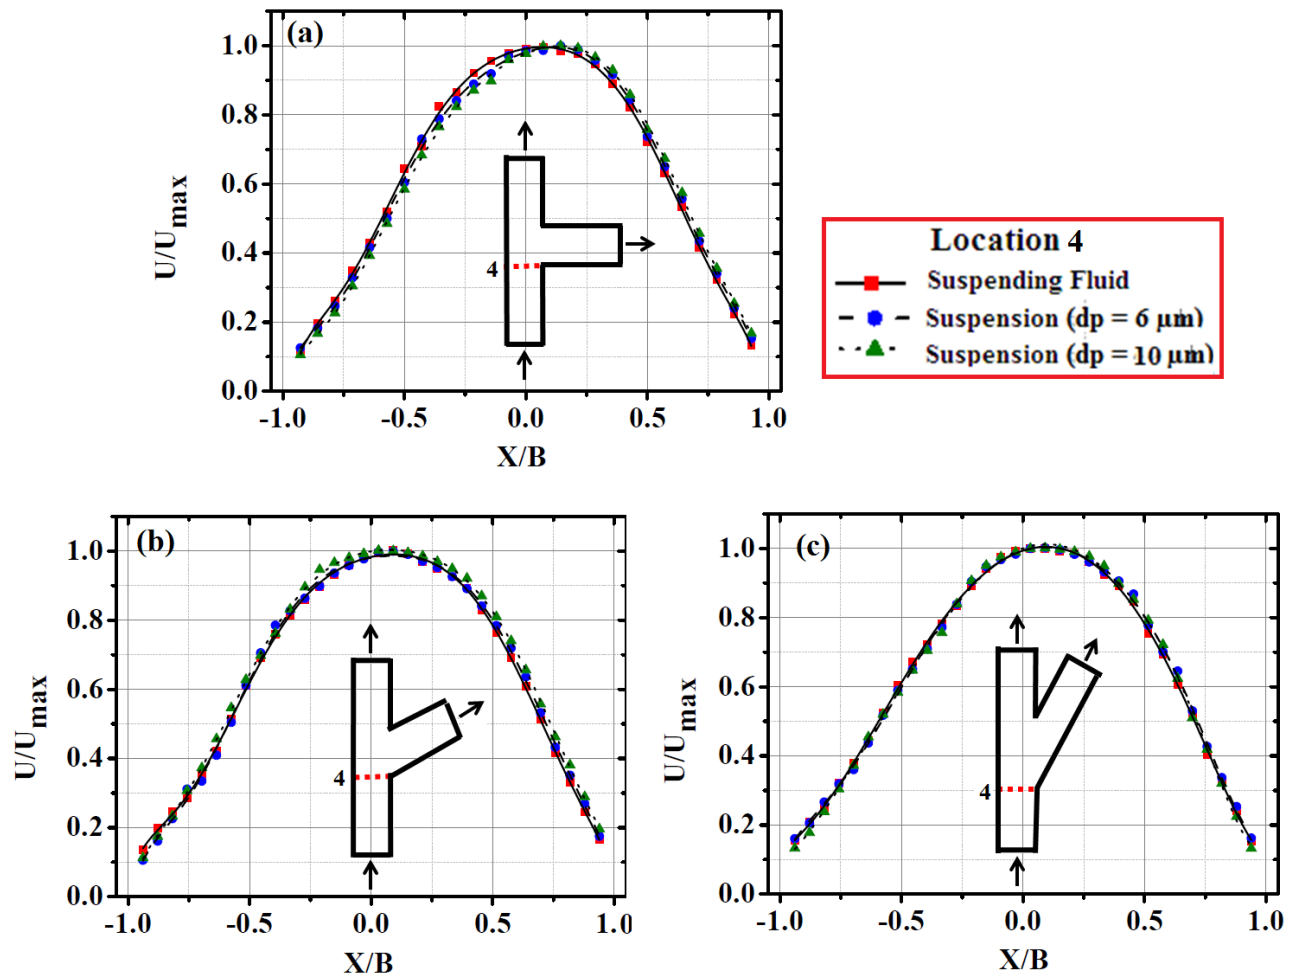 (a)
1.0
0.8
0.6
0.4
0.2
0.0
U/Umax
4
-1.0 -0.5 0.0 0.5 1.0
X/B
Location 4
Suspending Fluid
Suspension (dp = 6 µm)
Suspension (dp = 10 µm)
(b)
1.0
0.8
0.6
0.4
0.2
0.0
U/Umax
4
-1.0 -0.5 0.0 0.5 1.0
X/B
(c)
1.0
0.8
0.6
0.4
0.2
0.0
U/Umax
4
-1.0 -0.5 0.0 0.5 1.0
X/B